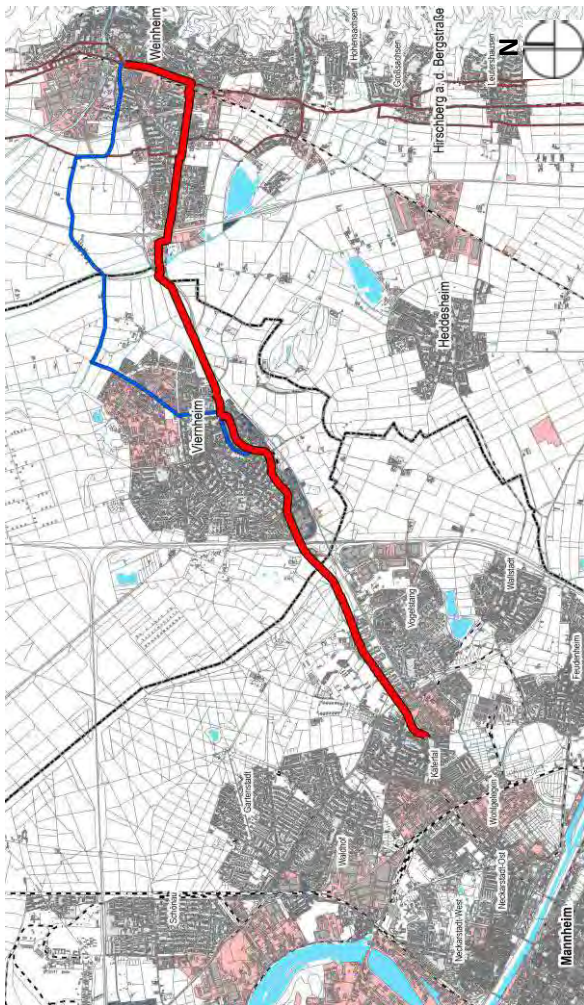 Weinheim
Hohensachsen
Großsachsen
Hirschberg a. d. Bergstraße
Leutershausen
N
Viernheim
Heddesheim
Vogelstang
Wallstadt
Feudenheim
Käfertal
Gartenstadt
Waldhof
Wohlgelegen
Schönau
Neckarstadt-West
Neckarstadt-Ost
Mannheim